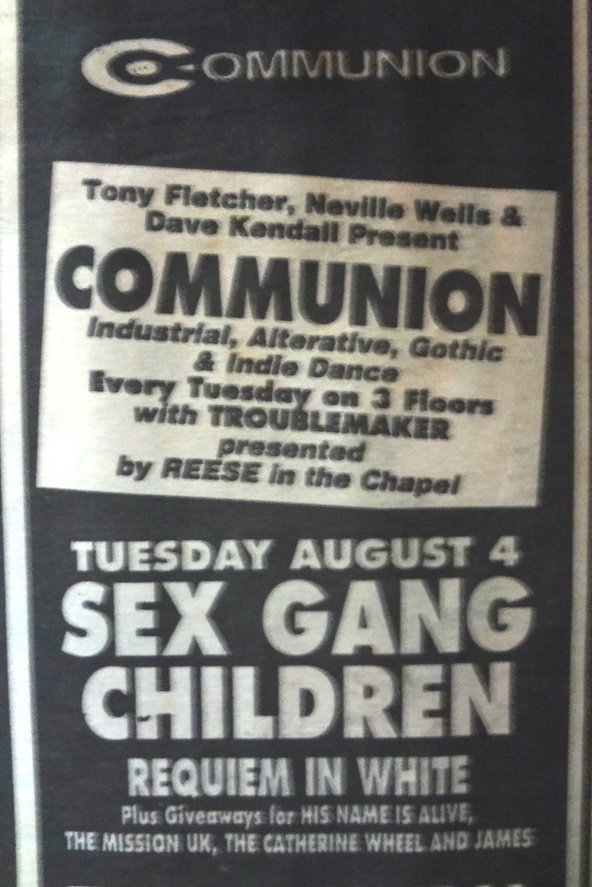 COMMUNION
Tony Fletcher, Neville Wells &
Dave Kendall Present
COMMUNION
Industrial, Alterative, Gothic
& Indie Dance
Every Tuesday on 3 Floors
with TROUBLEMAKER
presented
by REESE in the Chapel
TUESDAY AUGUST 4
SEX GANG
CHILDREN
REQUIEM IN WHITE
Plus Giveaways for HIS NAME IS ALIVE,
THE MISSION UK, THE CATHERINE WHEEL AND JAMES